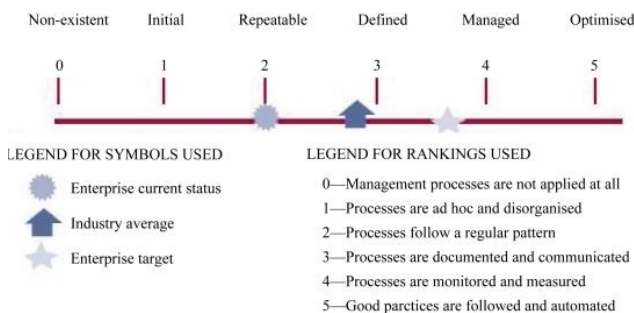 Non-existent Initial Repeatable Defined Managed Optimised
0 1 2 3 4 5
LEGEND FOR SYMBOLS USED
Enterprise current status
Industry average
Enterprise target
LEGEND FOR RANKINGS USED
0—Management processes are not applied at all
1—Processes are ad hoc and disorganised
2—Processes follow a regular pattern
3—Processes are documented and communicated
4—Processes are monitored and measured
5—Good parctices are followed and automated